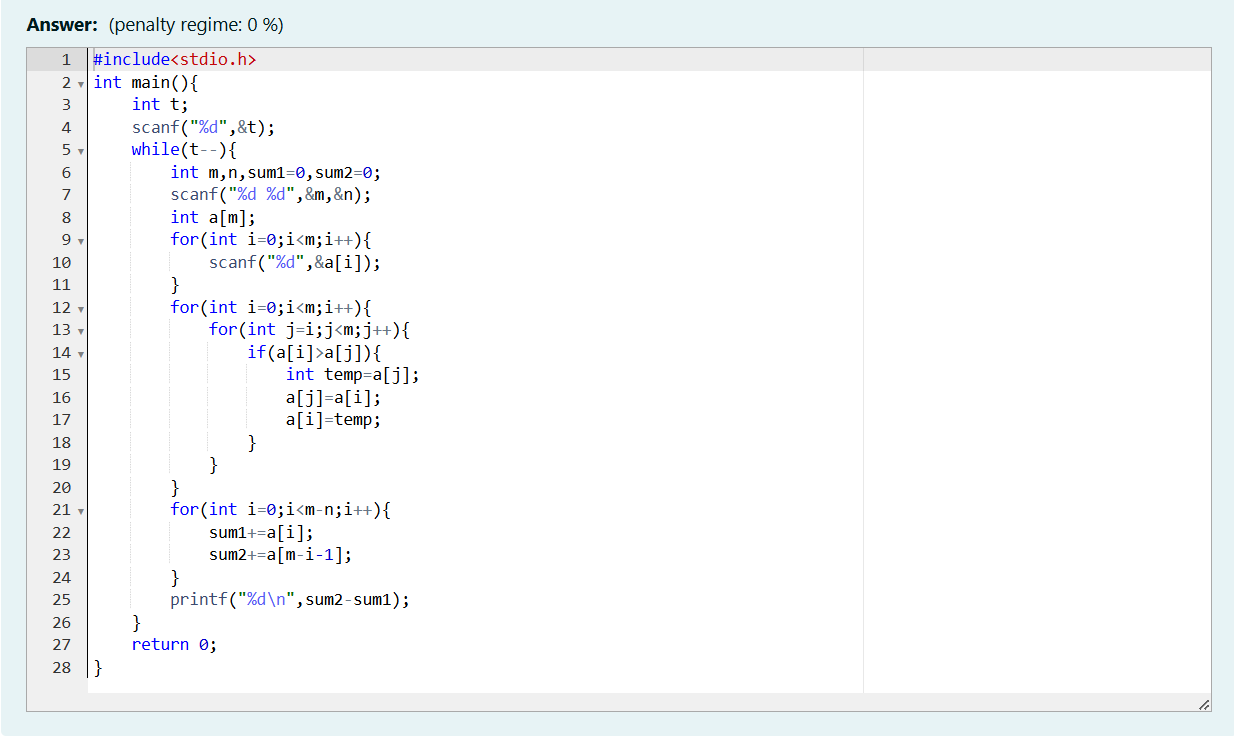 Answer: (penalty regime: 0 %)
1 #include<stdio.h>
2 int main(){
3     int t;
4     scanf("%d",&t);
5     while(t--){
6         int m,n,sum1=0,sum2=0;
7         scanf("%d %d",&m,&n);
8         int a[m];
9         for(int i=0;i<m;i++){
10             scanf("%d",&a[i]);
11         }
12         for(int i=0;i<m;i++){
13             for(int j=i;j<m;j++){
14                 if(a[i]>a[j]){
15                     int temp=a[j];
16                     a[j]=a[i];
17                     a[i]=temp;
18                 }
19             }
20         }
21         for(int i=0;i<m-n;i++){
22             sum1+=a[i];
23             sum2+=a[m-i-1];
24         }
25         printf("%d\n",sum2-sum1);
26     }
27     return 0;
28 }